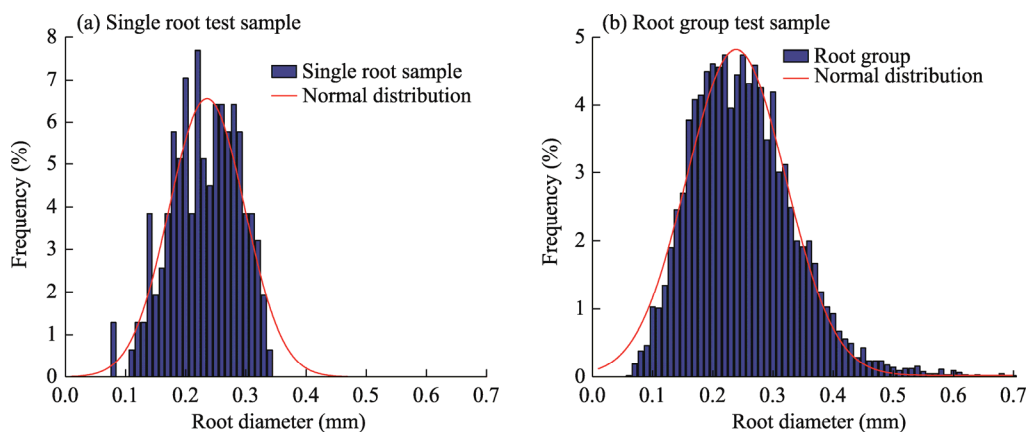 (a) Single root test sample
8
7
6
5
4
3
2
1
0
Frequency (%)
Single root sample
Normal distribution
0.0 0.1 0.2 0.3 0.4 0.5 0.6 0.7
Root diameter (mm)
(b) Root group test sample
5
4
3
2
1
0
Frequency (%)
Root group
Normal distribution
0.0 0.1 0.2 0.3 0.4 0.5 0.6 0.7
Root diameter (mm)